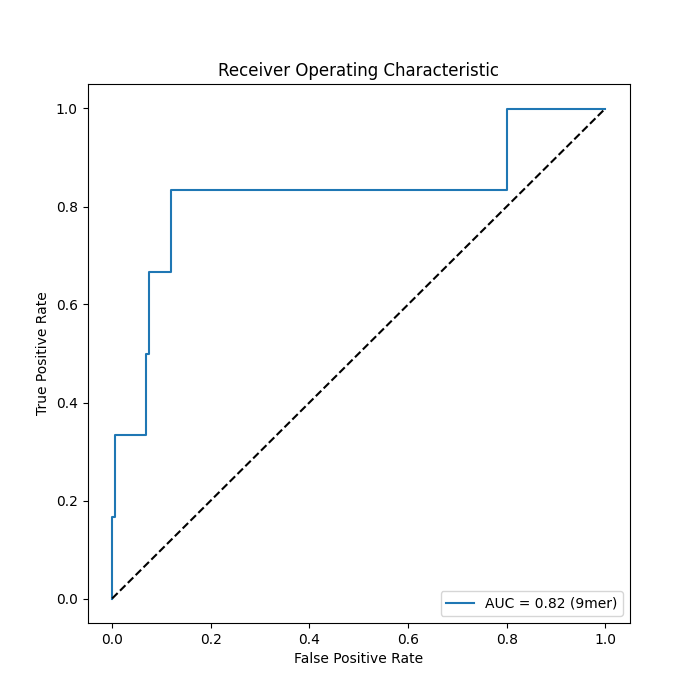 Receiver Operating Characteristic
True Positive Rate
1.0
0.8
0.6
0.4
0.2
0.0
AUC = 0.82 (9mer)
0.0 0.2 0.4 0.6 0.8 1.0
False Positive Rate